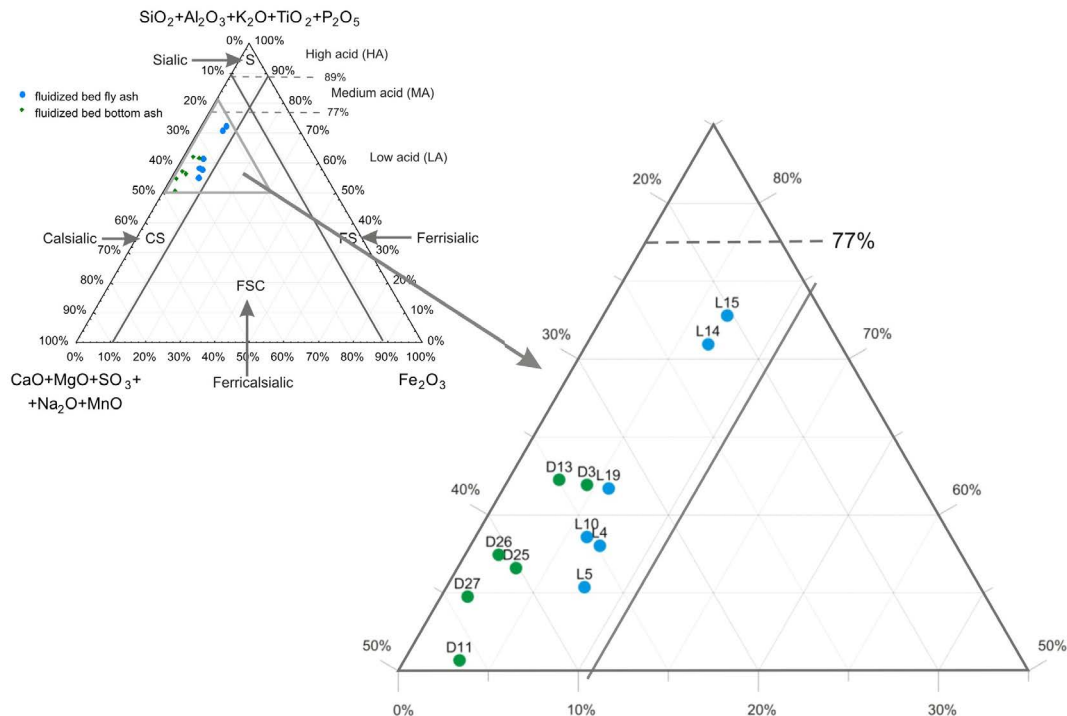 SiO₂+Al₂O₃+K₂O+TiO₂+P₂O₅
0% 100%
Sialic S High acid (HA)
10% 90% 89%
Medium acid (MA)
fluidized bed fly ash
fluidized bed bottom ash
20% 80% 77%
30% 70%
Low acid (LA)
40% 60%
50% 50%
60% 40%
Calsialic CS FS Ferrisialic
70% 30%
80% FSC 20%
90% 10%
100% 0%
0% 10% 20% 30% 40% 50% 60% 70% 80% 90% 100%
CaO+MgO+SO₃+
+Na₂O+MnO
Ferricalsialic
Fe₂O₃
20% 80%
77%
L15
L14
30% 70%
D13 D3 L19
40% 60%
L10 L4
D26 D25
L5
D27
D11
50% 50%
0% 10% 20% 30%